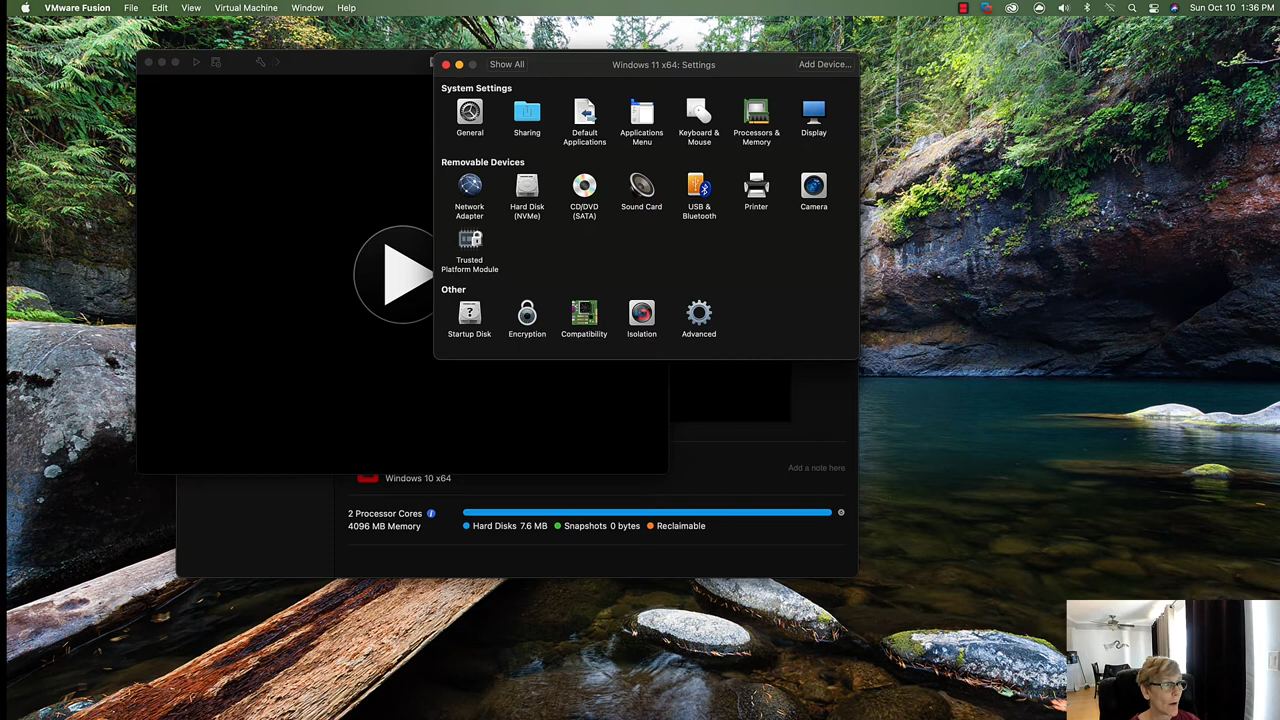 VMware Fusion File Edit View Virtual Machine Window Help Sun Oct 10 1:36 PM
Show All Windows 11 x64: Settings Add Device...
System Settings
General Sharing Default Applications Applications Menu Keyboard & Mouse Processors & Memory Display
Removable Devices
Network Adapter Hard Disk (NVMe) CD/DVD (SATA) Sound Card USB & Bluetooth Printer Camera
Trusted Platform Module
Other
Startup Disk Encryption Compatibility Isolation Advanced
Add a note here
Windows 10 x64
2 Processor Cores
4096 MB Memory Hard Disks 7.6 MB Snapshots 0 bytes Reclaimable